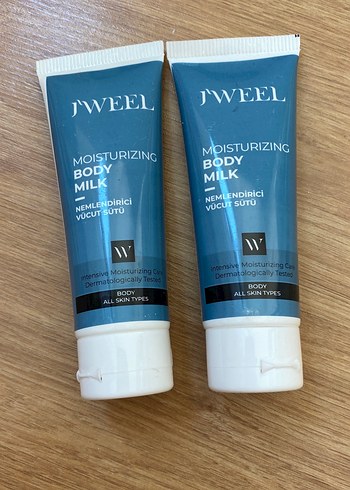 J'WEEL
MOISTURIZING
BODY
MILK
NEMLENDİRİCİ
VÜCUT SÜTÜ
W
Intensive Moisturizing Care
Dermatologically Tested
BODY
ALL SKIN TYPES
J'WEEL
MOISTURIZING
BODY
MILK
NEMLENDİRİCİ
VÜCUT SÜTÜ
W
Intensive Moisturizing Care
Dermatologically Tested
BODY
ALL SKIN TYPES